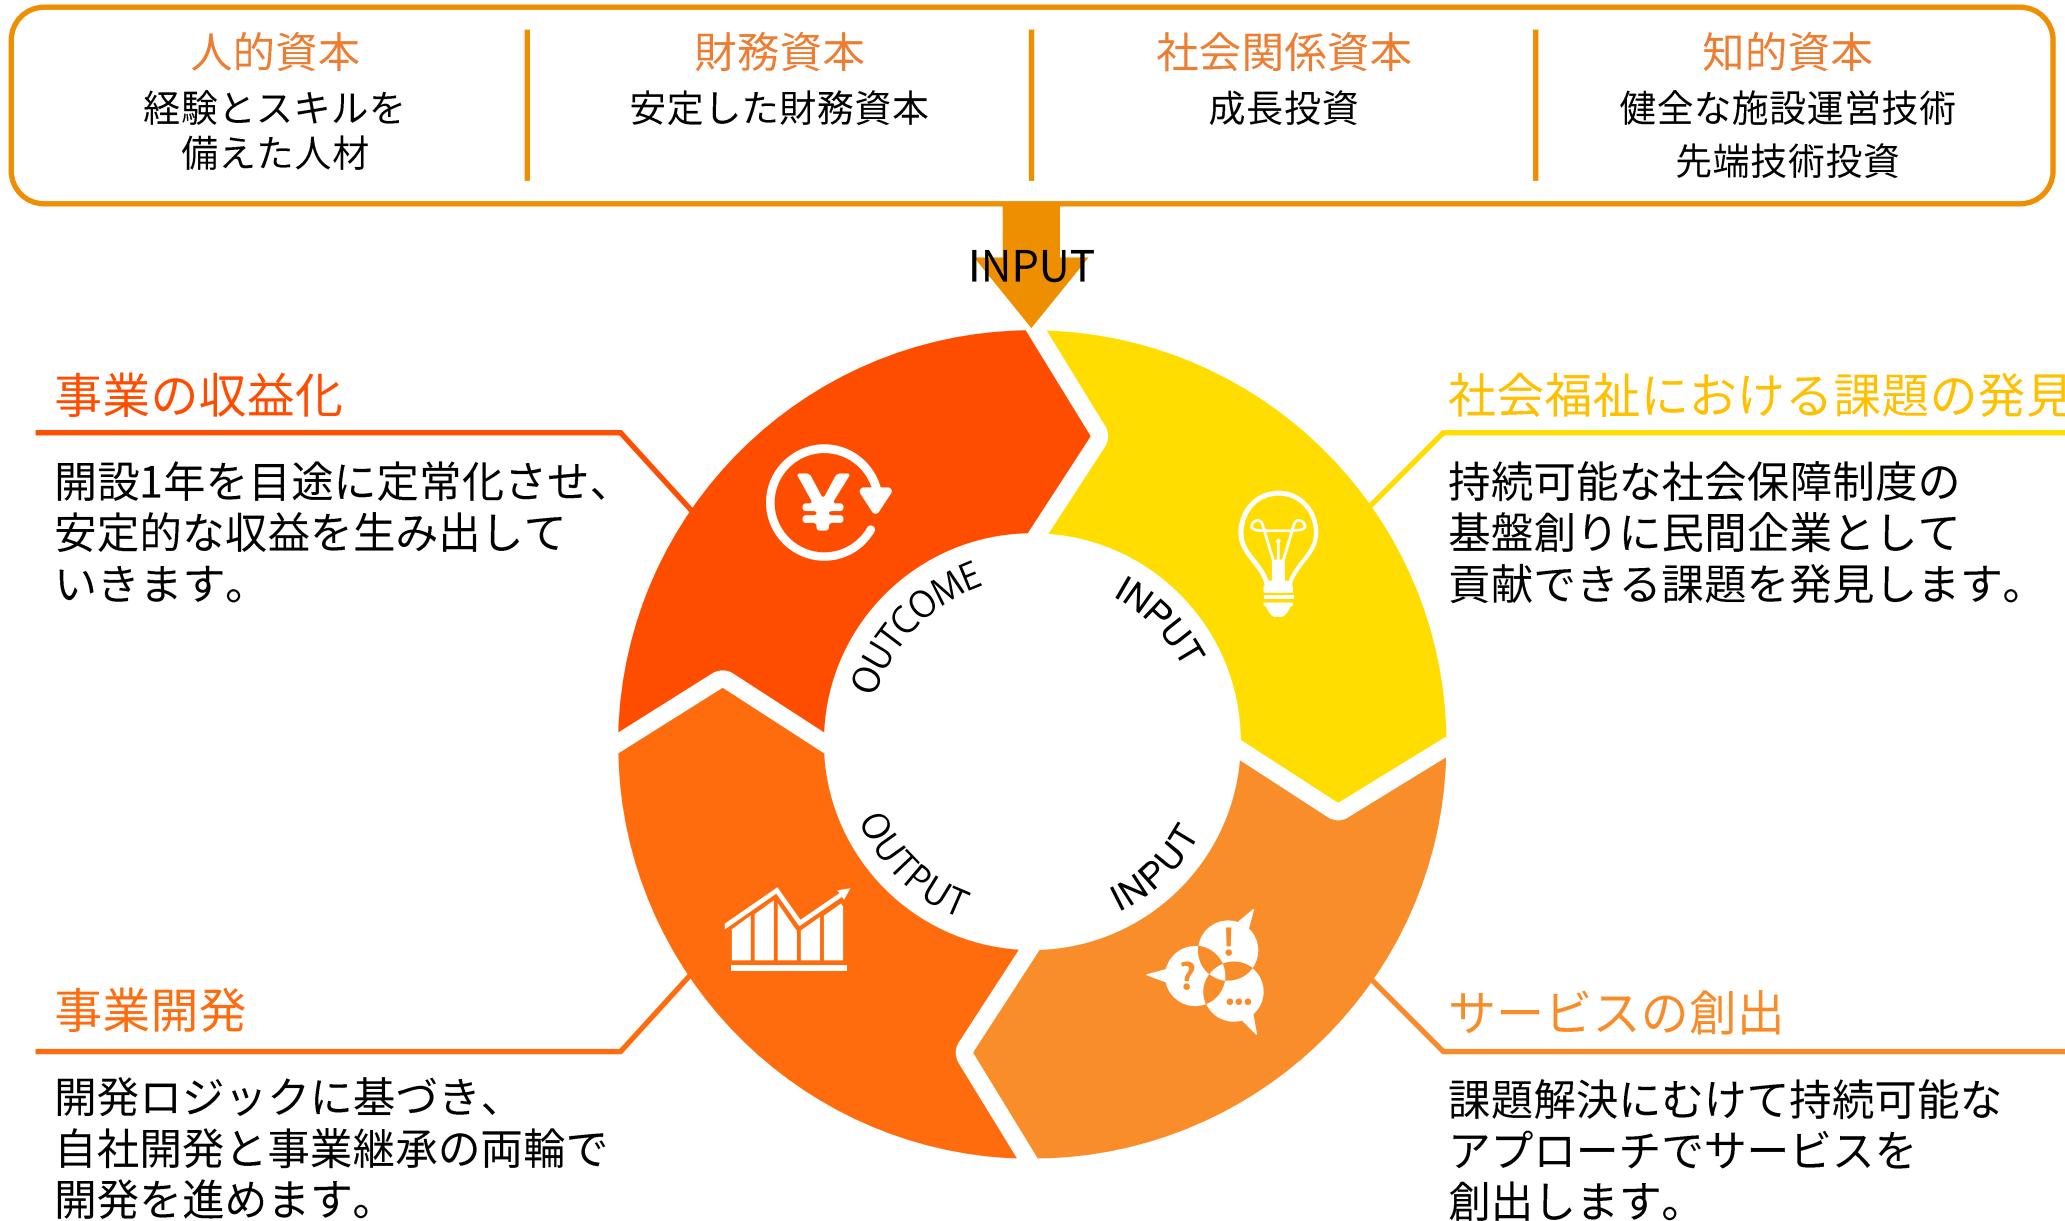 人的資本
経験とスキルを
備えた人材
財務資本
安定した財務資本
社会関係資本
成長投資
知的資本
健全な施設運営技術
先端技術投資
INPUT
事業の収益化
開設1年を目途に定常化させ、
安定的な収益を生み出して
いきます。
社会福祉における課題の発見
持続可能な社会保障制度の
基盤創りに民間企業として
貢献できる課題を発見します。
OUTCOME
INPUT
OUTPUT
INPUT
事業開発
開発ロジックに基づき、
自社開発と事業継承の両輪で
開発を進めます。
サービスの創出
課題解決にむけて持続可能な
アプローチでサービスを
創出します。